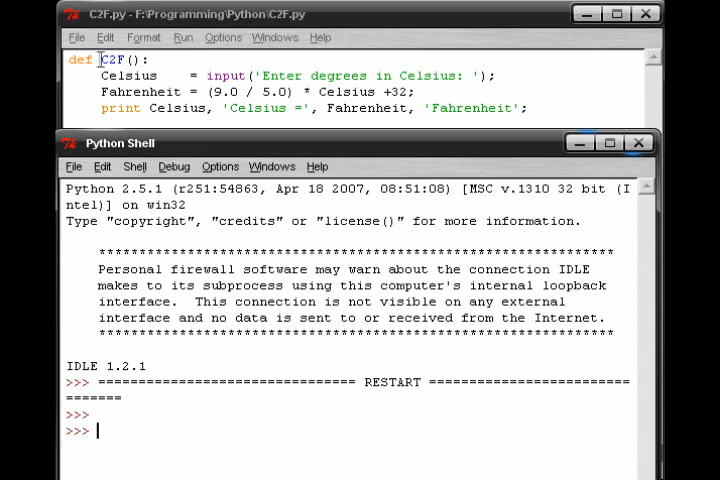 C2F.py - F:\Programming\Python\C2F.py
File Edit Format Run Options Windows Help
def C2F():
Celsius    = input('Enter degrees in Celsius: ');
Fahrenheit = (9.0 / 5.0) * Celsius +32;
print Celsius, 'Celsius =', Fahrenheit, 'Fahrenheit';
Python Shell
File Edit Shell Debug Options Windows Help
Python 2.5.1 (r251:54863, Apr 18 2007, 08:51:08) [MSC v.1310 32 bit (I
ntel)] on win32
Type "copyright", "credits" or "license()" for more information.
****************************************************************
Personal firewall software may warn about the connection IDLE
makes to its subprocess using this computer's internal loopback
interface.  This connection is not visible on any external
interface and no data is sent to or received from the Internet.
****************************************************************
IDLE 1.2.1
>>> ================================ RESTART =========================
=======
>>>
>>>